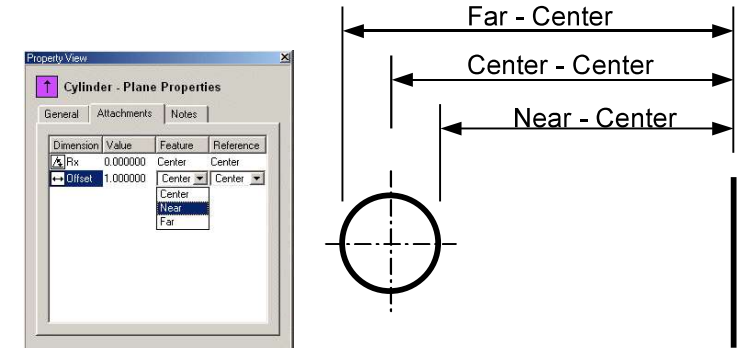 Property View
Cylinder - Plane Properties
General Attachments Notes
Dimension Value Feature Reference
Rx 0.000000 Center Center
Offset 1.000000 Center Center
Center
Near
Far
Far - Center
Center - Center
Near - Center